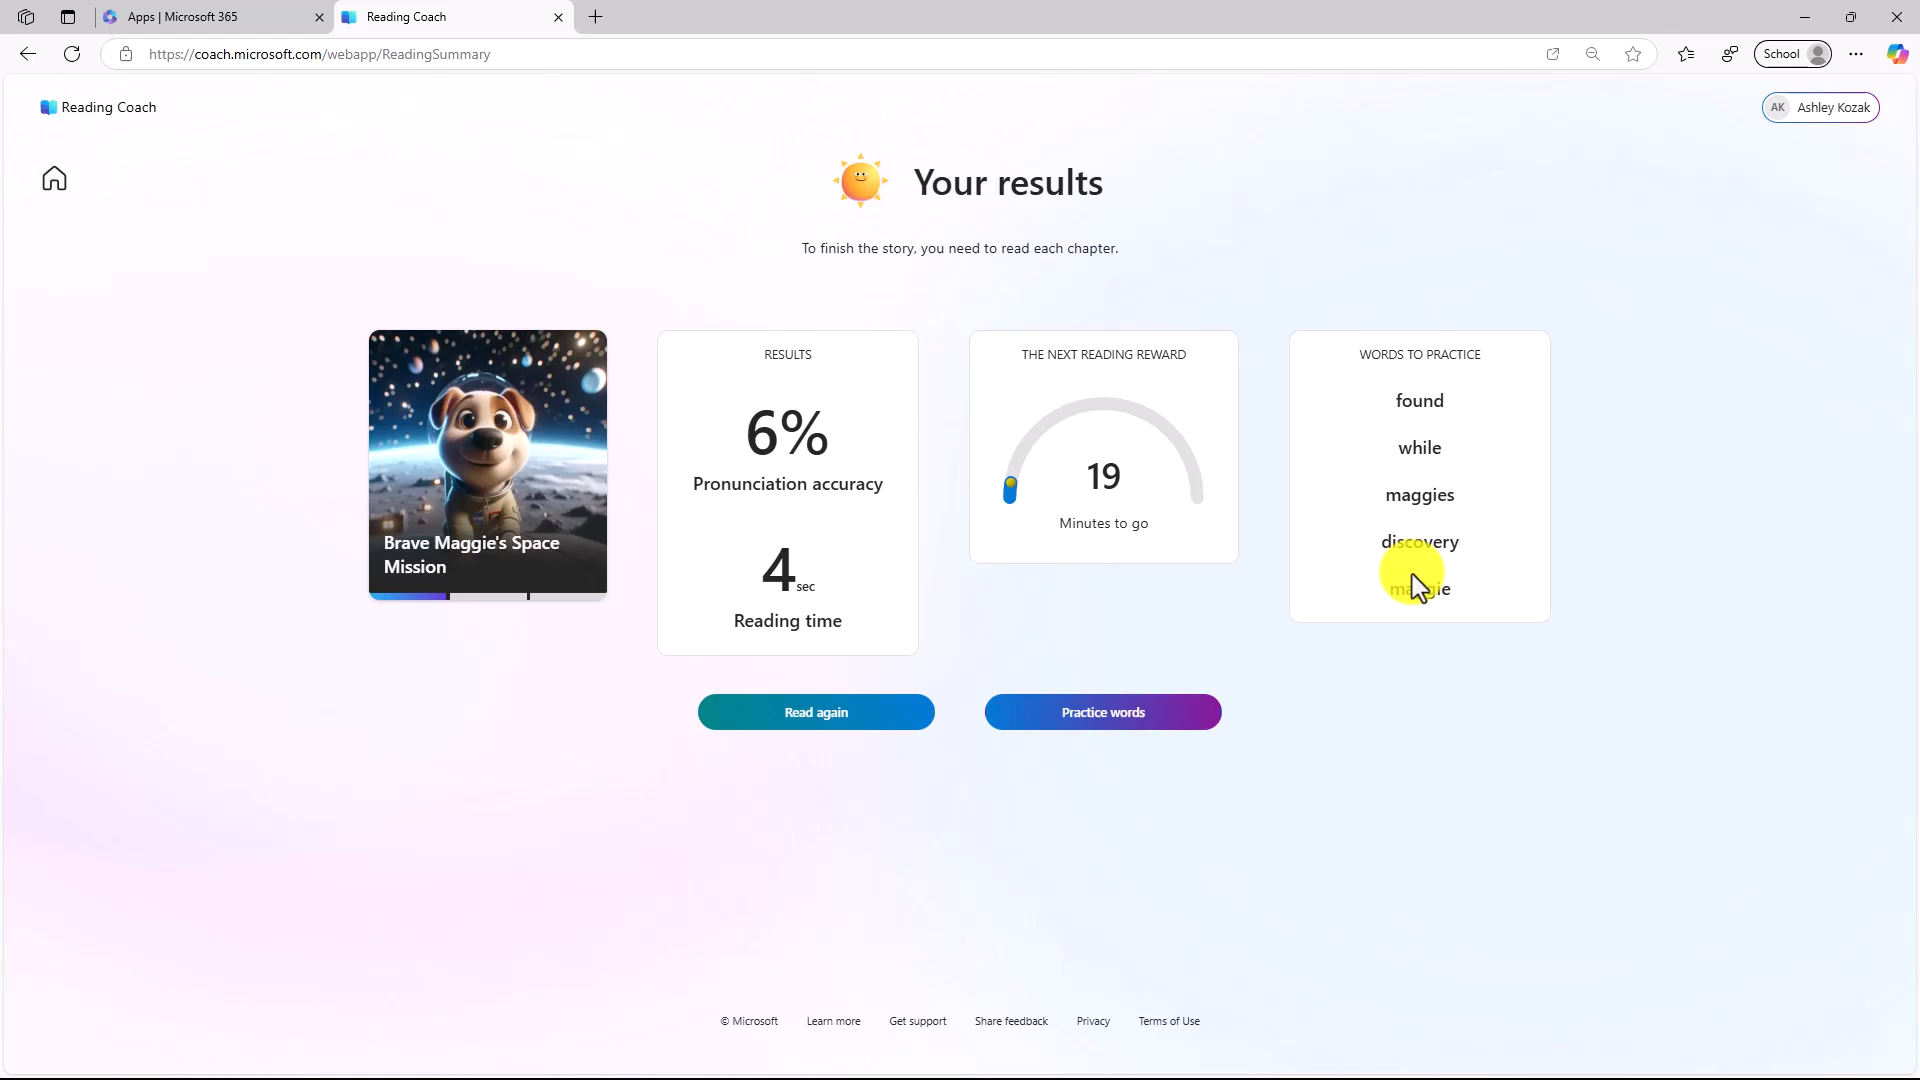 Apps | Microsoft 365
Reading Coach
https://coach.microsoft.com/webapp/ReadingSummary
School
Reading Coach
AK Ashley Kozak
Your results
To finish the story, you need to read each chapter.
Brave Maggie's Space
Mission
RESULTS
6%
Pronunciation accuracy
4 sec
Reading time
THE NEXT READING REWARD
19
Minutes to go
WORDS TO PRACTICE
found
while
maggies
discovery
maggie
Read again
Practice words
© Microsoft
Learn more
Get support
Share feedback
Privacy
Terms of Use